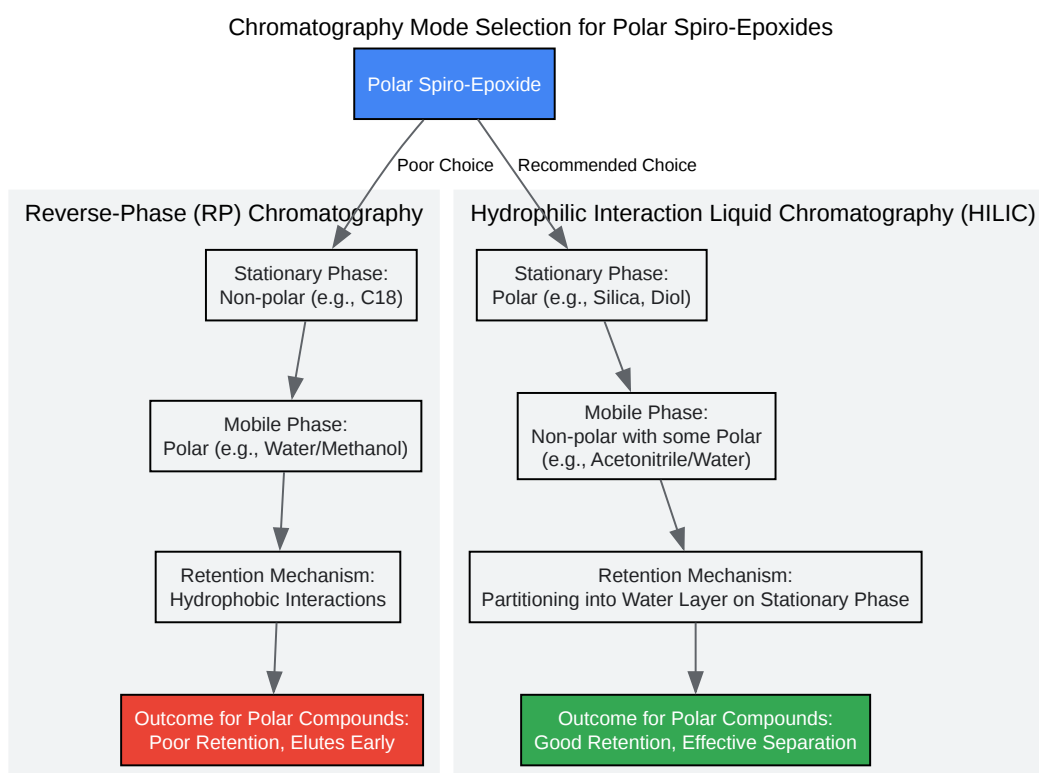 Chromatography Mode Selection for Polar Spiro-Epoxides
Polar Spiro-Epoxide
Poor Choice
Recommended Choice
Reverse-Phase (RP) Chromatography
Stationary Phase:
Non-polar (e.g., C18)
Mobile Phase:
Polar (e.g., Water/Methanol)
Retention Mechanism:
Hydrophobic Interactions
Outcome for Polar Compounds:
Poor Retention, Elutes Early
Hydrophilic Interaction Liquid Chromatography (HILIC)
Stationary Phase:
Polar (e.g., Silica, Diol)
Mobile Phase:
Non-polar with some Polar
(e.g., Acetonitrile/Water)
Retention Mechanism:
Partitioning into Water Layer on Stationary Phase
Outcome for Polar Compounds:
Good Retention, Effective Separation